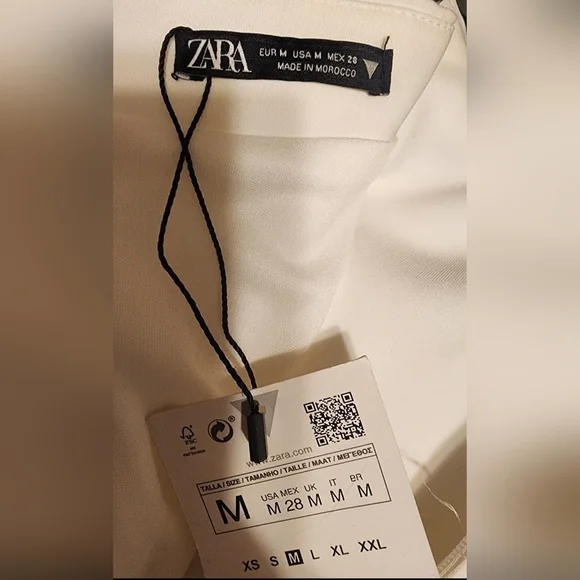 ZARA
EUR M USA M MEX 28
MADE IN MOROCCO
FSC
www.zara.com
TALLA / SIZE / TAMANHO / TAILLE / MAAT / ΜΕΓΕΘΟΣ
USA MEX UK IT BR
M M 28 M M M
XS S M L XL XXL